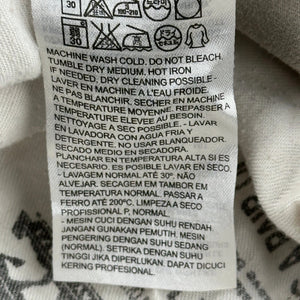 30
30
MACHINE WASH COLD. DO NOT BLEACH.
TUMBLE DRY MEDIUM. HOT IRON
IF NEEDED. DRY CLEANING POSSIBLE-
LAVER EN MACHINE A L'EAU FROIDE.
NE PAS BLANCHIR. SECHER EN MACHINE
A TEMPERATURE MOYENNE. REPASSER A
TEMPERATURE ELEVEE AU BESOIN.
NETTOYAGE A SEC POSSIBLE. - LAVAR
EN LAVADORA CON AGUA FRIA Y
DETERGENTE. NO USAR BLANQUEADOR.
SECADO MEDIO EN MAQUINA.
PLANCHAR EN TEMPERATURA ALTA SI ES
NECESARIO. ES POSIBLE LAVAR EN SECO.
- LAVAGEM NORMAL ATÉ 30º. NÃO
ALVEJAR. SECAGEM EM TAMBOR EM
TEMPERATURA NORMAL. PASSAR A
FERRO ATÉ 200ºC. LIMPEZA A SECO
PROFISSIONAL P, NORMAL.
- MESIN CUCI DENGAN SUHU RENDAH.
JANGAN GUNAKAN PEMUTIH. MESIN
PENGERING DENGAN SUHU SEDANG
(NORMAL). SETRIKA DENGAN SUHU
TINGGI JIKA DIPERLUKAN. DAPAT DICUCI
KERING PROFESIONAL.